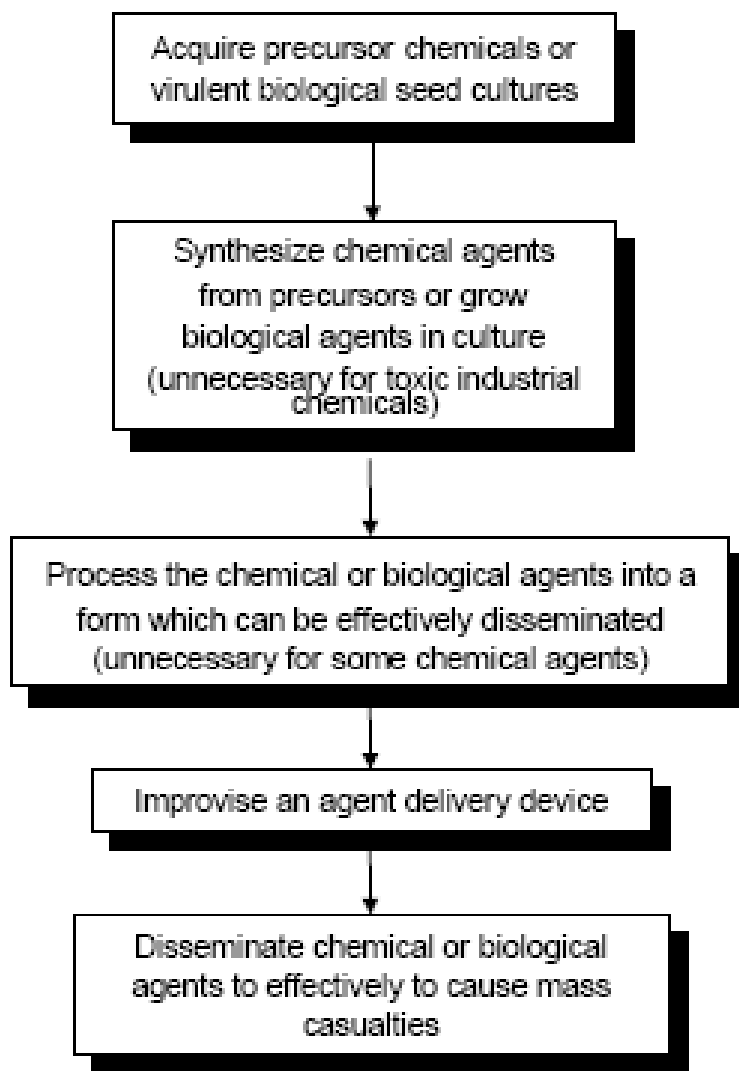 Acquire precursor chemicals or
virulent biological seed cultures
Synthesize chemical agents
from precursors or grow
biological agents in culture
(unnecessary for toxic industrial
chemicals)
Process the chemical or biological agents into a
form which can be effectively disseminated
(unnecessary for some chemical agents)
Improvise an agent delivery device
Disseminate chemical or biological
agents to effectively to cause mass
casualties